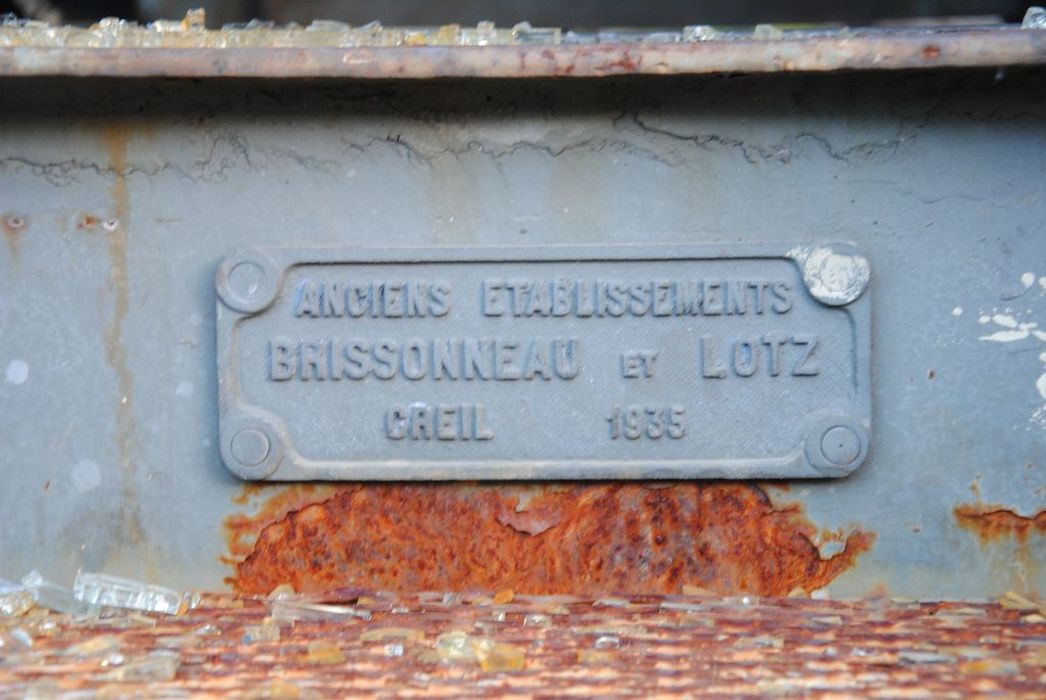 ANCIENS ETABLISSEMENTS
BRISSONNEAU ET LOTZ
CREIL 1935